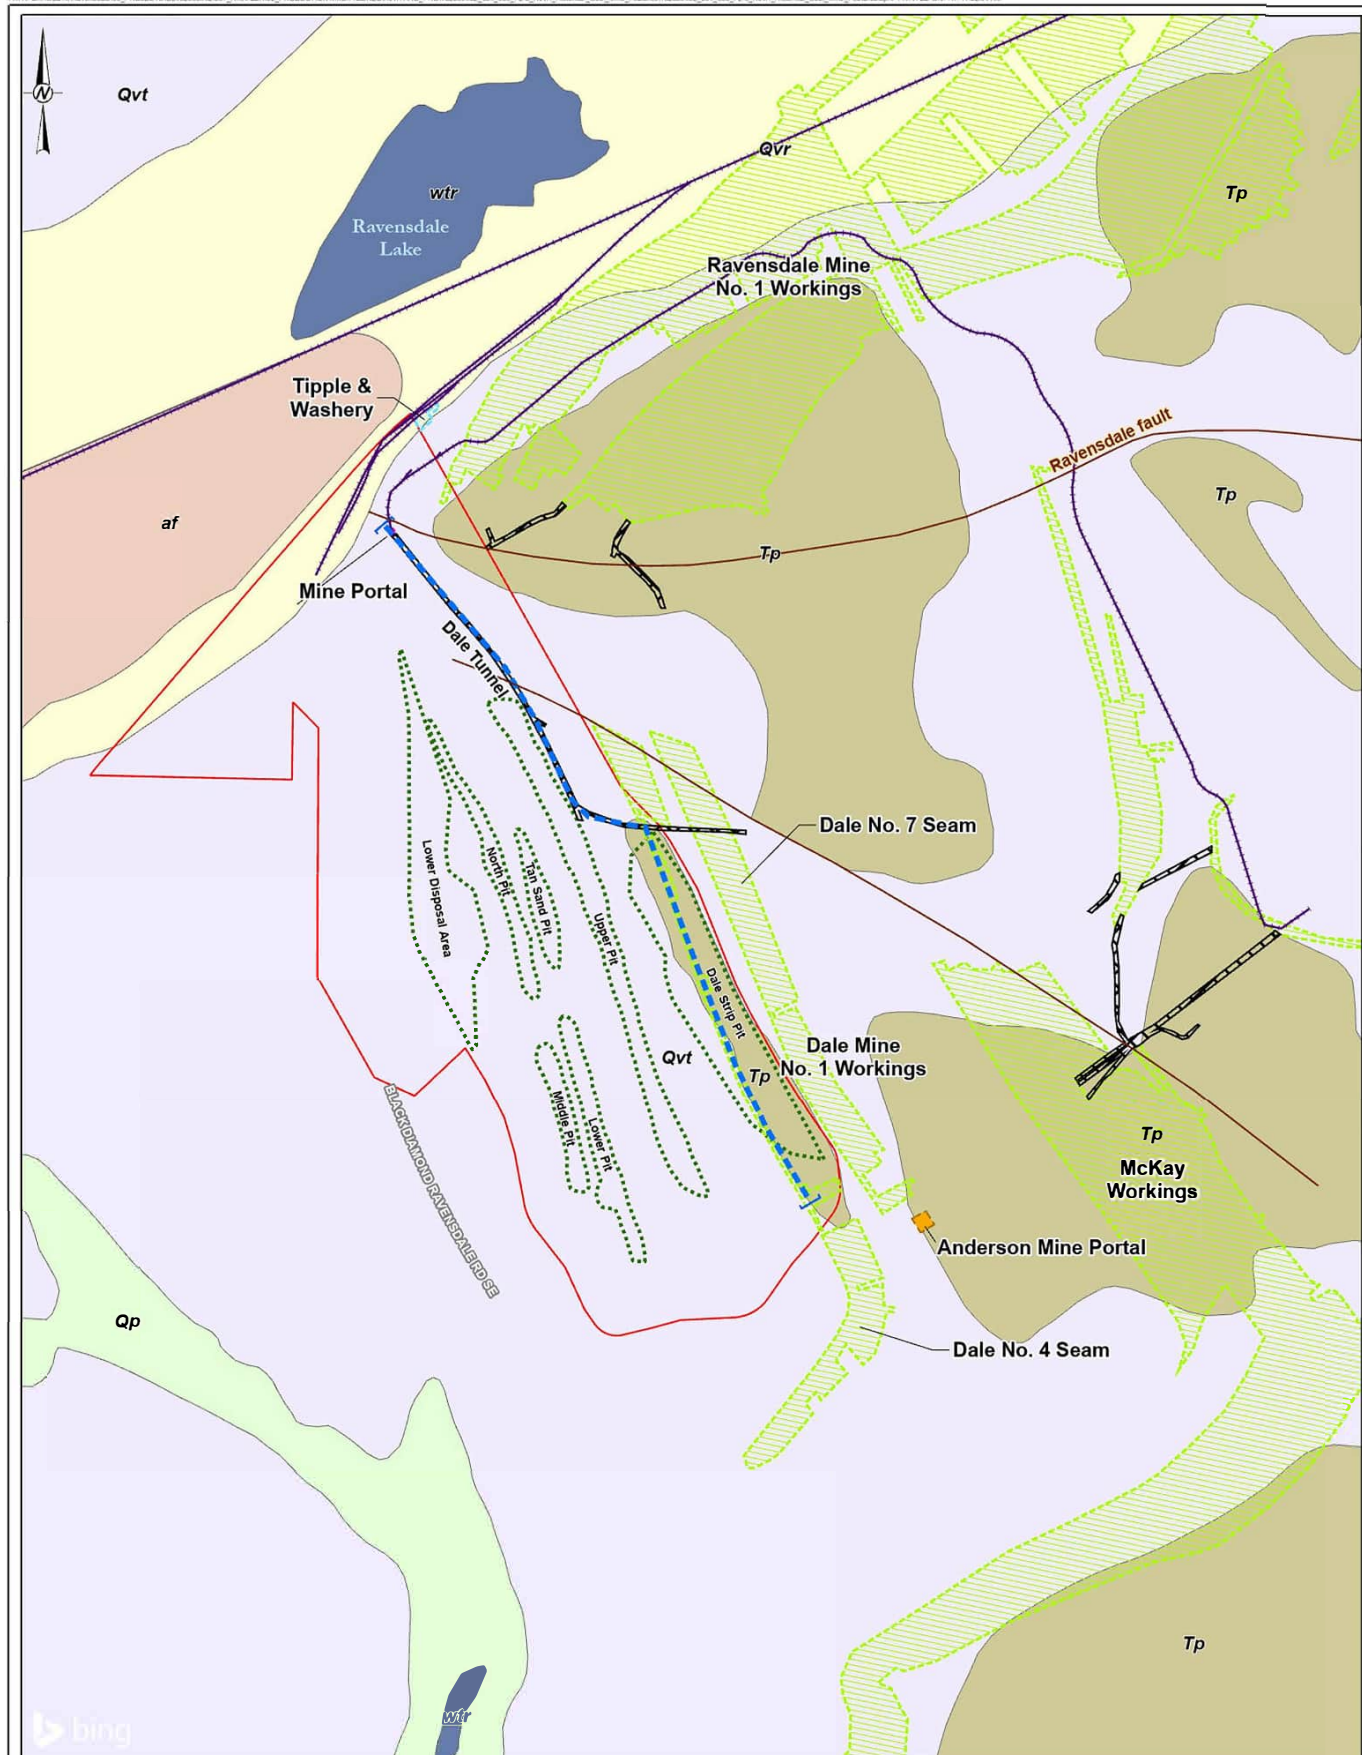 N
Qvt
Qvr
wtr
Tp
Ravensdale
Lake
Ravensdale Mine
No. 1 Workings
Tipple &
Washery
Ravensdale fault
Tp
af
Tp
Mine Portal
Dale Tunnel
Dale No. 7 Seam
Lower Disposal Area
North Pit
Tan Sand Pit
Upper Pit
Dale Strip Pit
Dale Mine
No. 1 Workings
Qvt
Tp
Middle Pit
Lower Pit
Tp
McKay
Workings
BLACK DIAMOND RAVENSDALE RD SE
Anderson Mine Portal
Qp
Dale No. 4 Seam
Tp
wtr
bing